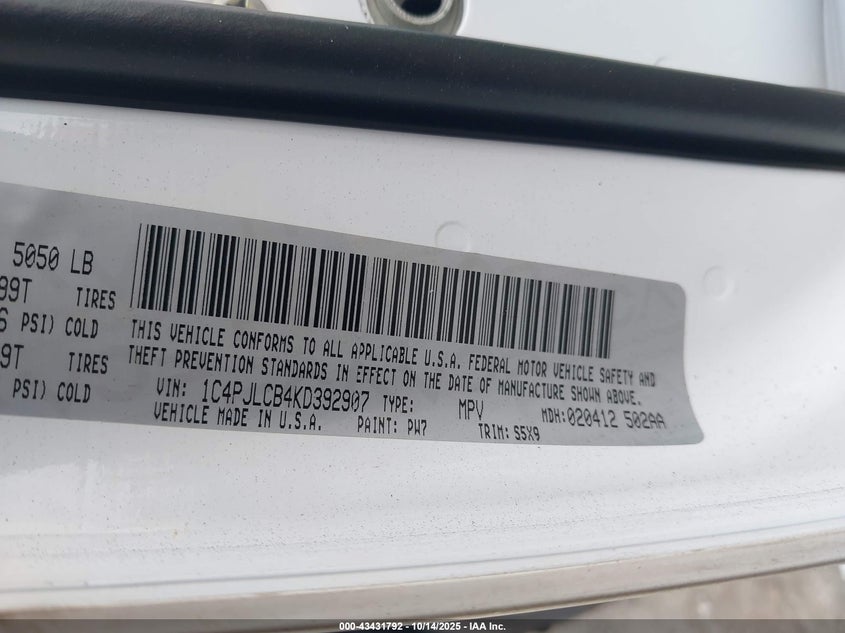 5050 LB
99T TIRES
PSI) COLD
9T TIRES
PSI) COLD
THIS VEHICLE CONFORMS TO ALL APPLICABLE U.S.A. FEDERAL MOTOR VEHICLE SAFETY AND
THEFT PREVENTION STANDARDS IN EFFECT ON THE DATE OF MANUFACTURE SHOWN ABOVE.
VIN: 1C4PJLCB4KD392907 TYPE: MPV MDH:020412 502AA
VEHICLE MADE IN U.S.A. PAINT: PW7 TRIM: S5X9
000-43431792 - 10/14/2025 - IAA Inc.